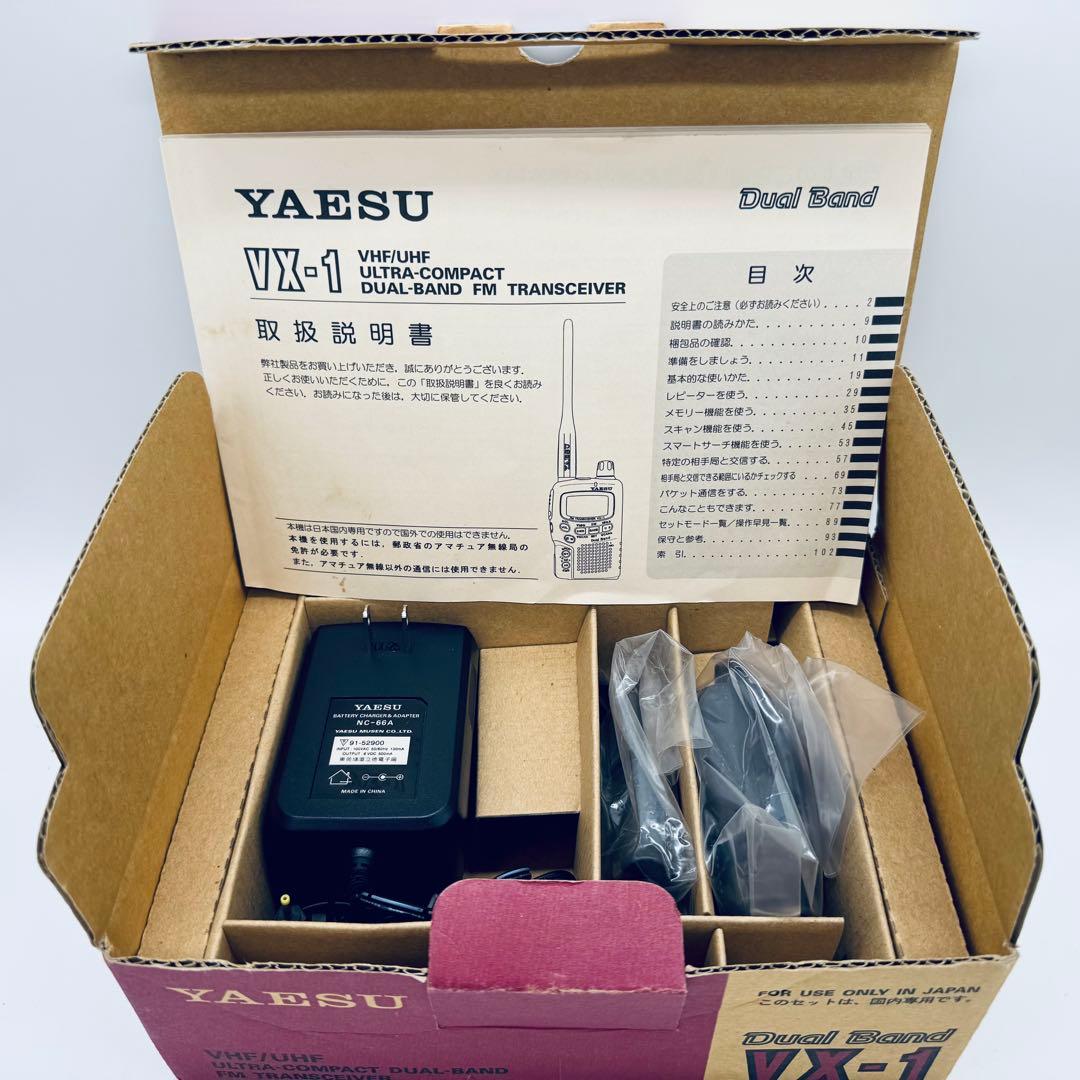 YAESU
Dual Band
VX-1
VHF/UHF
ULTRA-COMPACT
DUAL-BAND FM TRANSCEIVER
取扱説明書
弊社製品をお買い上げいただき，誠にありがとうございます．
正しくお使いいただくために，この「取扱説明書」を良くお読み
ください．お読みになった後は，大切に保管してください．
本機は日本国内専用ですので国外での使用はできません．
本機を使用するには，郵政省のアマチュア無線局の
免許が必要です．
また，アマチュア無線以外の通信には使用できません．
目次
安全上のご注意（必ずお読みください）．．．．2
説明書の読みかた．．．．．．．．．．9
梱包品の確認．．．．．．．．．．．．10
準備をしましょう．．．．．．．．．．11
基本的な使いかた．．．．．．．．．．19
レピーターを使う．．．．．．．．．．29
メモリー機能を使う．．．．．．．．．35
スキャン機能を使う．．．．．．．．．45
スマートサーチ機能を使う．．．．．．53
特定の相手局と交信する．．．．．．．57
相手局と交信できる範囲にいるかチェックする．．．69
パケット通信をする．．．．．．．．．73
こんなこともできます．．．．．．．．77
セットモード一覧／操作早見一覧．．．89
保守と参考．．．．．．．．．．．．．93
索引．．．．．．．．．．．．．．．102
YAESU
YAESU
Dual Band
YAESU
BATTERY CHARGER & ADAPTER
NC-66A
YAESU MUSEN CO.,LTD.
91-52900
INPUT : 100VAC 50/60Hz 130mA
OUTPUT : 6 VDC 500mA
MADE IN CHINA
YAESU
VHF/UHF
ULTRA-COMPACT DUAL-BAND
FM TRANSCEIVER
FOR USE ONLY IN JAPAN
このセットは、国内専用です。
Dual Band
VX-1